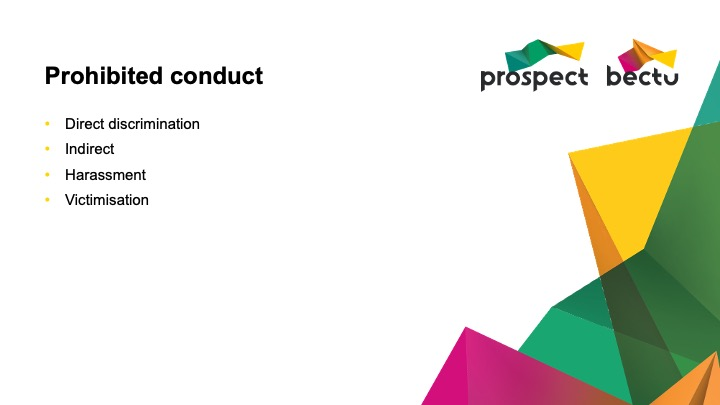 prospect bectu
Prohibited conduct
• Direct discrimination
• Indirect
• Harassment
• Victimisation